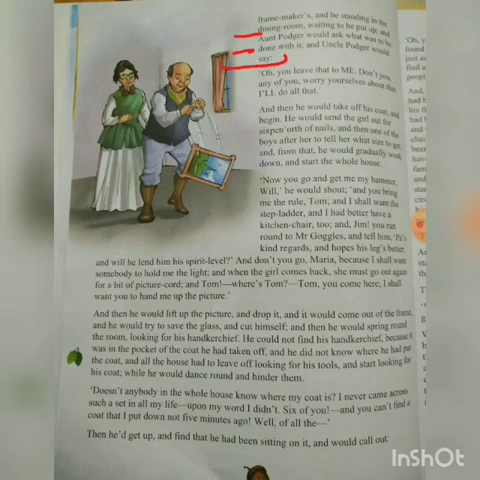 frame-maker's, and be standing in the
dining-room, waiting to be put up; and
Aunt Podger would ask what was to be
done with it, and Uncle Podger would
say:
'Oh, you leave that to ME. Don't you,
any of you, worry yourselves about that.
I'LL do all that.'
And then he would take off his coat, and
begin. He would send the girl out for
sixpen'orth of nails, and then one of the
boys after her to tell her what size to get;
and, from that, he would gradually work
down, and start the whole house.
'Now you go and get me my hammer,
Will,' he would shout; 'and you bring
me the rule, Tom; and I shall want the
step-ladder, and I had better have a
kitchen-chair, too; and, Jim! you run
round to Mr Goggles, and tell him, 'Pa's
kind regards, and hopes his leg's better;
and will he lend him his spirit-level?' And don't you go, Maria, because I shall want
somebody to hold me the light; and when the girl comes back, she must go out again
for a bit of picture-cord; and Tom!—where's Tom?—Tom, you come here; I shall
want you to hand me up the picture.'
And then he would lift up the picture, and drop it, and it would come out of the frame,
and he would try to save the glass, and cut himself; and then he would spring round
the room, looking for his handkerchief. He could not find his handkerchief, because it
was in the pocket of the coat he had taken off, and he did not know where he had put
the coat, and all the house had to leave off looking for his tools, and start looking for
his coat; while he would dance round and hinder them.
'Doesn't anybody in the whole house know where my coat is? I never came across
such a set in all my life—upon my word I didn't. Six of you!—and you can't find a
coat that I put down not five minutes ago! Well, of all the—'
Then he'd get up, and find that he had been sitting on it, and would call out:
InShOt